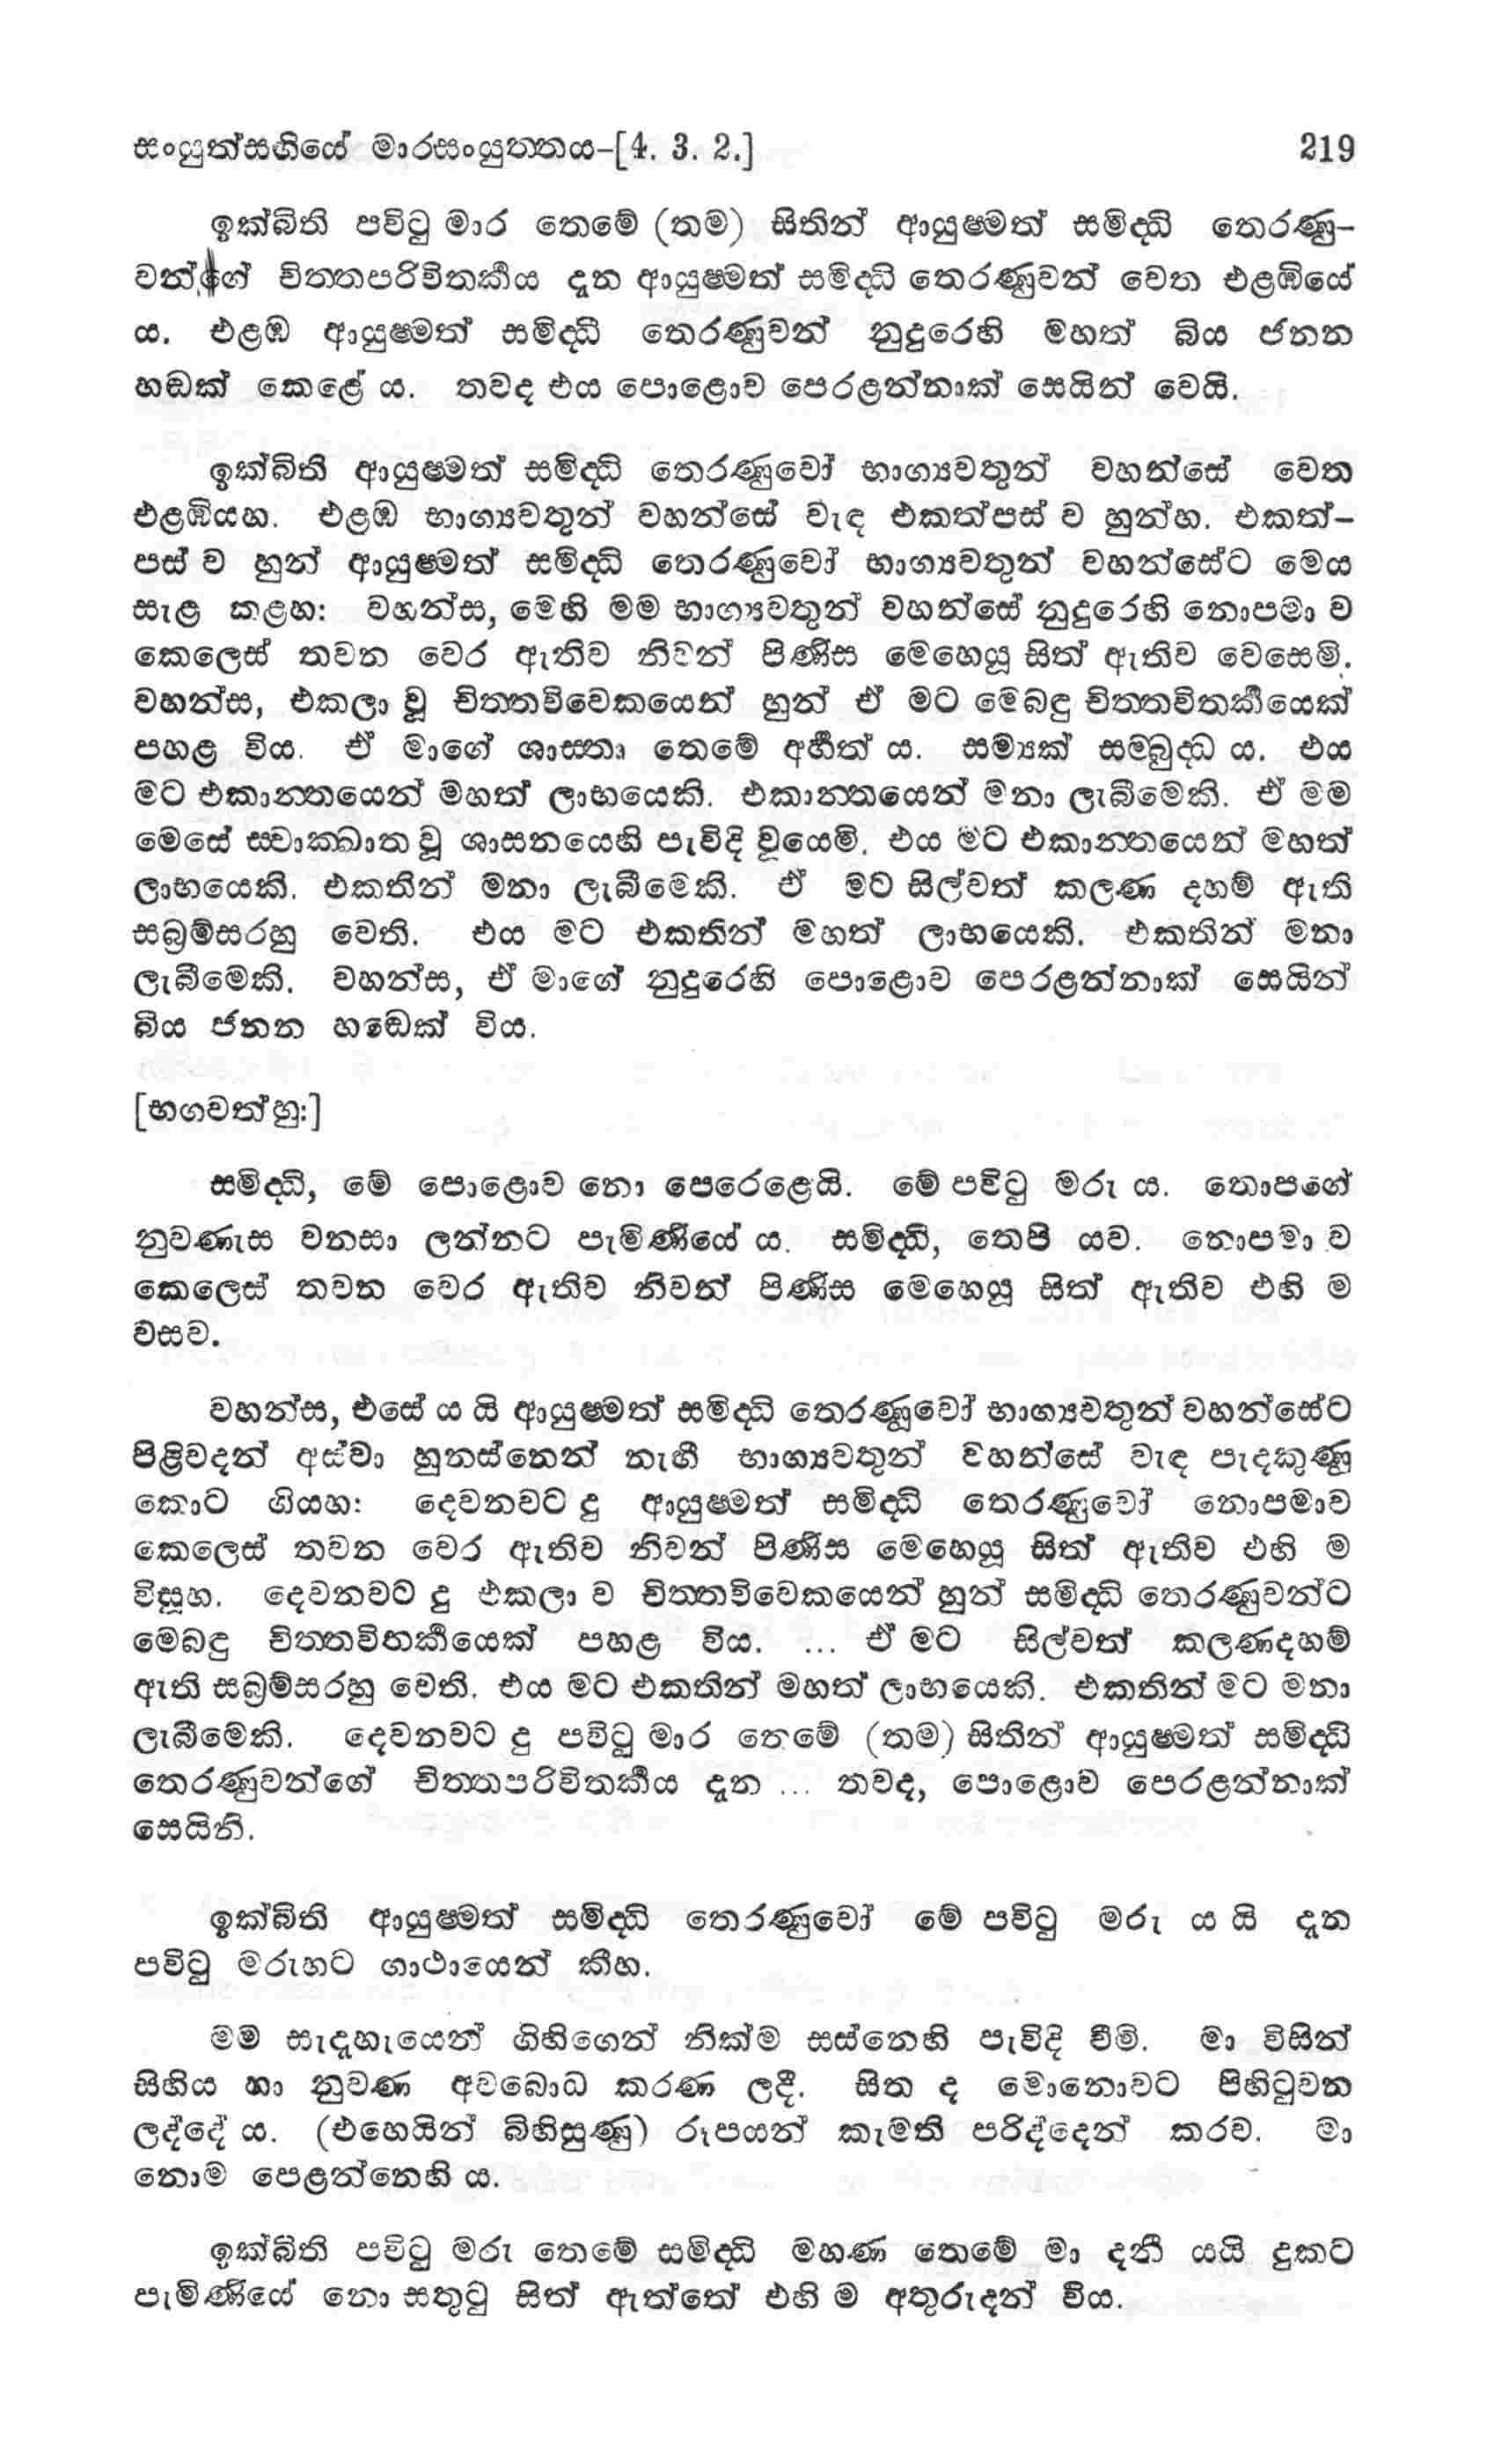 සංයුත්සඟියේ මාරසංයුත්තය–[4. 3. 2.] 219
ඉක්බිති පවිටු මාර තෙමේ (තම) සිතින් ආයුෂ්මත් සමිද්ධි තෙරණු–
වන්ගේ චිත්තපරිවිතර්කය දැන ආයුෂ්මත් සමිද්ධි තෙරණුවන් වෙත එළඹියේ
ය. එළඹ ආයුෂ්මත් සමිද්ධි තෙරණුවන් නුදුරෙහි මහත් බිය ජනන
හඬක් කෙළේ ය. තවද එය පොළොව පෙරළන්නාක් සෙයින් වෙයි.
ඉක්බිති ආයුෂ්මත් සමිද්ධි තෙරණුවෝ භාග්‍යවතුන් වහන්සේ වෙත
එළඹියහ. එළඹ භාග්‍යවතුන් වහන්සේ වැඳ එකත්පස් ව හුන්හ. එකත්–
පස් ව හුන් ආයුෂ්මත් සමිද්ධි තෙරණුවෝ භාග්‍යවතුන් වහන්සේට මෙය
සැළ කළහ: වහන්ස, මෙහි මම භාග්‍යවතුන් වහන්සේ නුදුරෙහි නොපමා ව
කෙලෙස් තවන වෙර ඇතිව නිවන් පිණිස මෙහෙයූ සිත් ඇතිව වෙසෙමි.
වහන්ස, එකලා වූ චිත්තවිවෙකයෙන් හුන් ඒ මට මෙබඳු චිත්තවිතර්කයෙක්
පහළ විය. ඒ මාගේ ශාස්තෘ තෙමේ අර්හත් ය. සම්‍යක් සම්බුද්ධ ය. එය
මට එකාන්තයෙන් මහත් ලාභයෙකි. එකාන්තයෙන් මනා ලැබීමෙකි. ඒ මම
මෙසේ ස්වාක්ඛාත වූ ශාසනයෙහි පැවිදි වූයෙමි. එය මට එකාන්තයෙන් මහත්
ලාභයෙකි. එකතින් මනා ලැබීමෙකි. ඒ මට සිල්වත් කලණ දහම් ඇති
සබ්‍රම්සරහු වෙති. එය මට එකතින් මහත් ලාභයෙකි. එකතින් මනා
ලැබීමෙකි. වහන්ස, ඒ මාගේ නුදුරෙහි පොළොව පෙරළන්නාක් සෙයින්
බිය ජනන හඬෙක් විය.
[භගවත්හු:]
සමිද්ධි, මේ පොළොව නො පෙරෙළෙයි. මේ පවිටු මරු ය. තොපගේ
නුවණැස වනසා ලන්නට පැමිණියේ ය. සමිද්ධි, තෙපි යව. නොපමා ව
කෙලෙස් තවන වෙර ඇතිව නිවන් පිණිස මෙහෙයූ සිත් ඇතිව එහි ම
වසව.
වහන්ස, එසේ ය යි ආයුෂ්මත් සමිද්ධි තෙරණුවෝ භාග්‍යවතුන් වහන්සේට
පිළිවදන් අස්වා හුනස්නෙන් නැඟී භාග්‍යවතුන් වහන්සේ වැඳ පැදකුණු
කොට ගියහ: දෙවනවට දු ආයුෂ්මත් සමිද්ධි තෙරණුවෝ නොපමාව
කෙලෙස් තවන වෙර ඇතිව නිවන් පිණිස මෙහෙයූ සිත් ඇතිව එහි ම
විසූහ. දෙවනවට දු එකලා ව චිත්තවිවෙකයෙන් හුන් සමිද්ධි තෙරණුවන්ට
මෙබඳු චිත්තවිතර්කයෙක් පහළ විය. ... ඒ මට සිල්වත් කලණදහම්
ඇති සබ්‍රම්සරහු වෙති. එය මට එකතින් මහත් ලාභයෙකි. එකතින් මට මනා
ලැබීමෙකි. දෙවනවට දු පවිටු මාර තෙමේ (තම) සිතින් ආයුෂ්මත් සමිද්ධි
තෙරණුවන්ගේ චිත්තපරිවිතර්කය දැන ... තවද, පොළොව පෙරළන්නාක්
සෙයිනි.
ඉක්බිති ආයුෂ්මත් සමිද්ධි තෙරණුවෝ මේ පවිටු මරු ය යි දැන
පවිටු මරුහට ගාථායෙන් කීහ.
මම සැදෑහැයෙන් ගිහිගෙන් නික්ම සස්නෙහි පැවිදි වීමි. මා විසින්
සිහිය හා නුවණ අවබොධ කරණ ලදී. සිත ද මොනොවට පිහිටුවන
ලද්දේ ය. (එහෙයින් බිහිසුණු) රූපයන් කැමති පරිද්දෙන් කරව. මා
නොම පෙළන්නෙහි ය.
ඉක්බිති පවිටු මරු තෙමේ සමිද්ධි මහණ තෙමේ මා දනී යයි දුකට
පැමිණියේ නො සතුටු සිත් ඇත්තේ එහි ම අතුරුදන් විය.